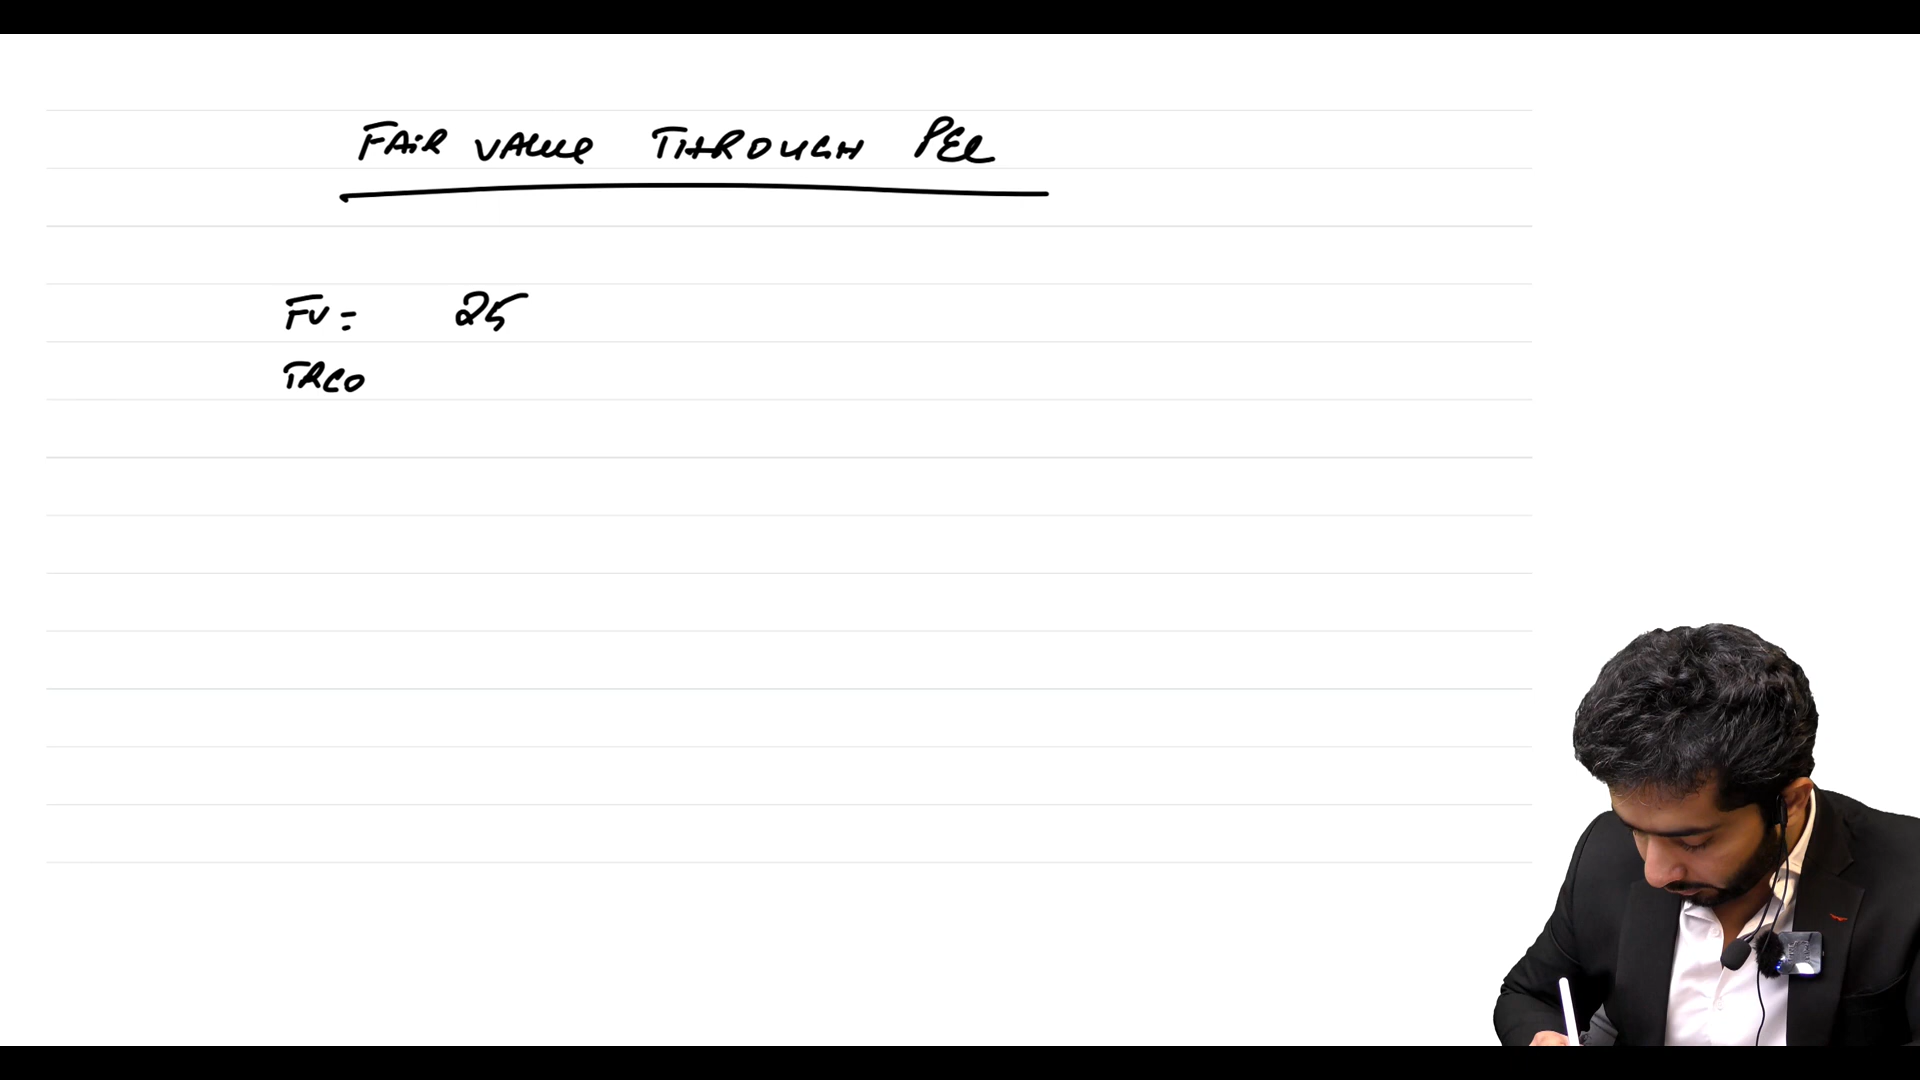 FAIR VALUE THROUGH P&L
FV = 25
TRCO